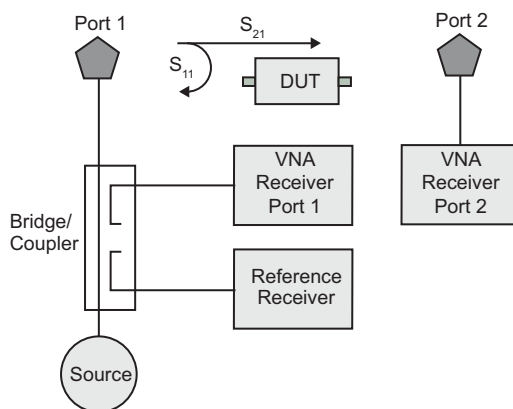 Port 1
S21
Port 2
S11
DUT
VNA
Receiver
Port 1
VNA
Receiver
Port 2
Bridge/
Coupler
Reference
Receiver
Source